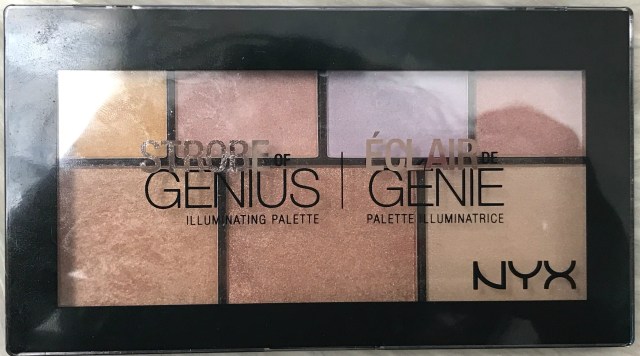 STROBE OF
GENIUS
ILLUMINATING PALETTE
ÉCLAIR DE
GÉNIE
PALETTE ILLUMINATRICE
NYX